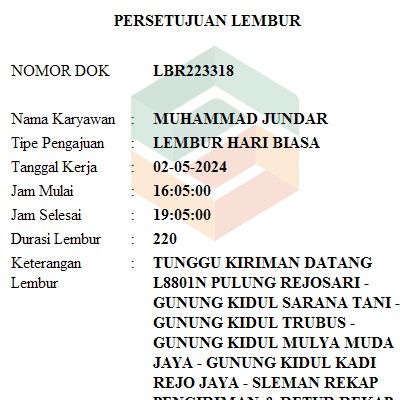 PERSETUJUAN LEMBUR
NOMOR DOK LBR223318
Nama Karyawan : MUHAMMAD JUNDAR
Tipe Pengajuan : LEMBUR HARI BIASA
Tanggal Kerja : 02-05-2024
Jam Mulai : 16:05:00
Jam Selesai : 19:05:00
Durasi Lembur : 220
Keterangan : TUNGGU KIRIMAN DATANG
Lembur L8801N PULUNG REJOSARI -
GUNUNG KIDUL SARANA TANI -
GUNUNG KIDUL TRUBUS -
GUNUNG KIDUL MULYA MUDA
JAYA - GUNUNG KIDUL KADI
REJO JAYA - SLEMAN REKAP
PENGIRIMAN & RETUR REKAP